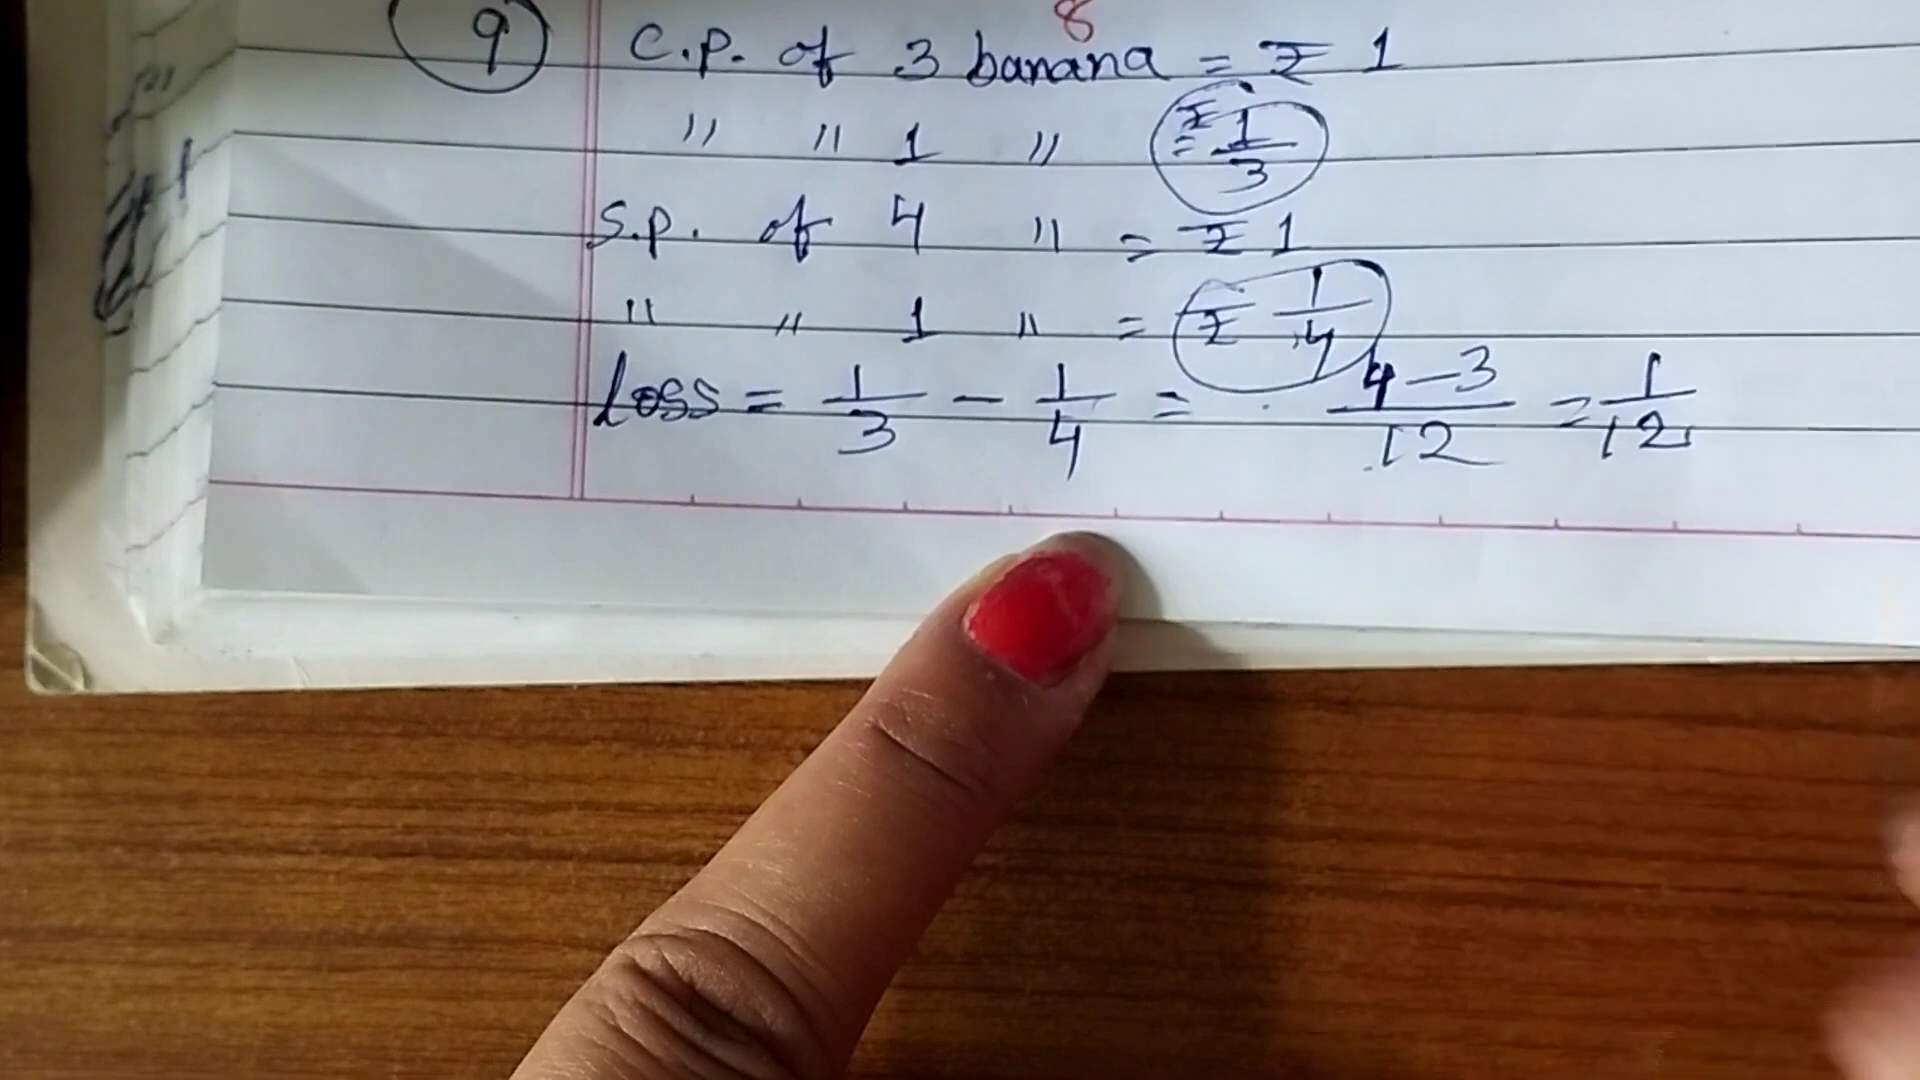 8
9 C.P. of 3 banana = ₹ 1
" " 1 " = ₹ 1/3
S.P. of 4 " = ₹ 1
" " 1 " = ₹ 1/4
Loss = 1/3 - 1/4 = 4-3/12 = 1/12